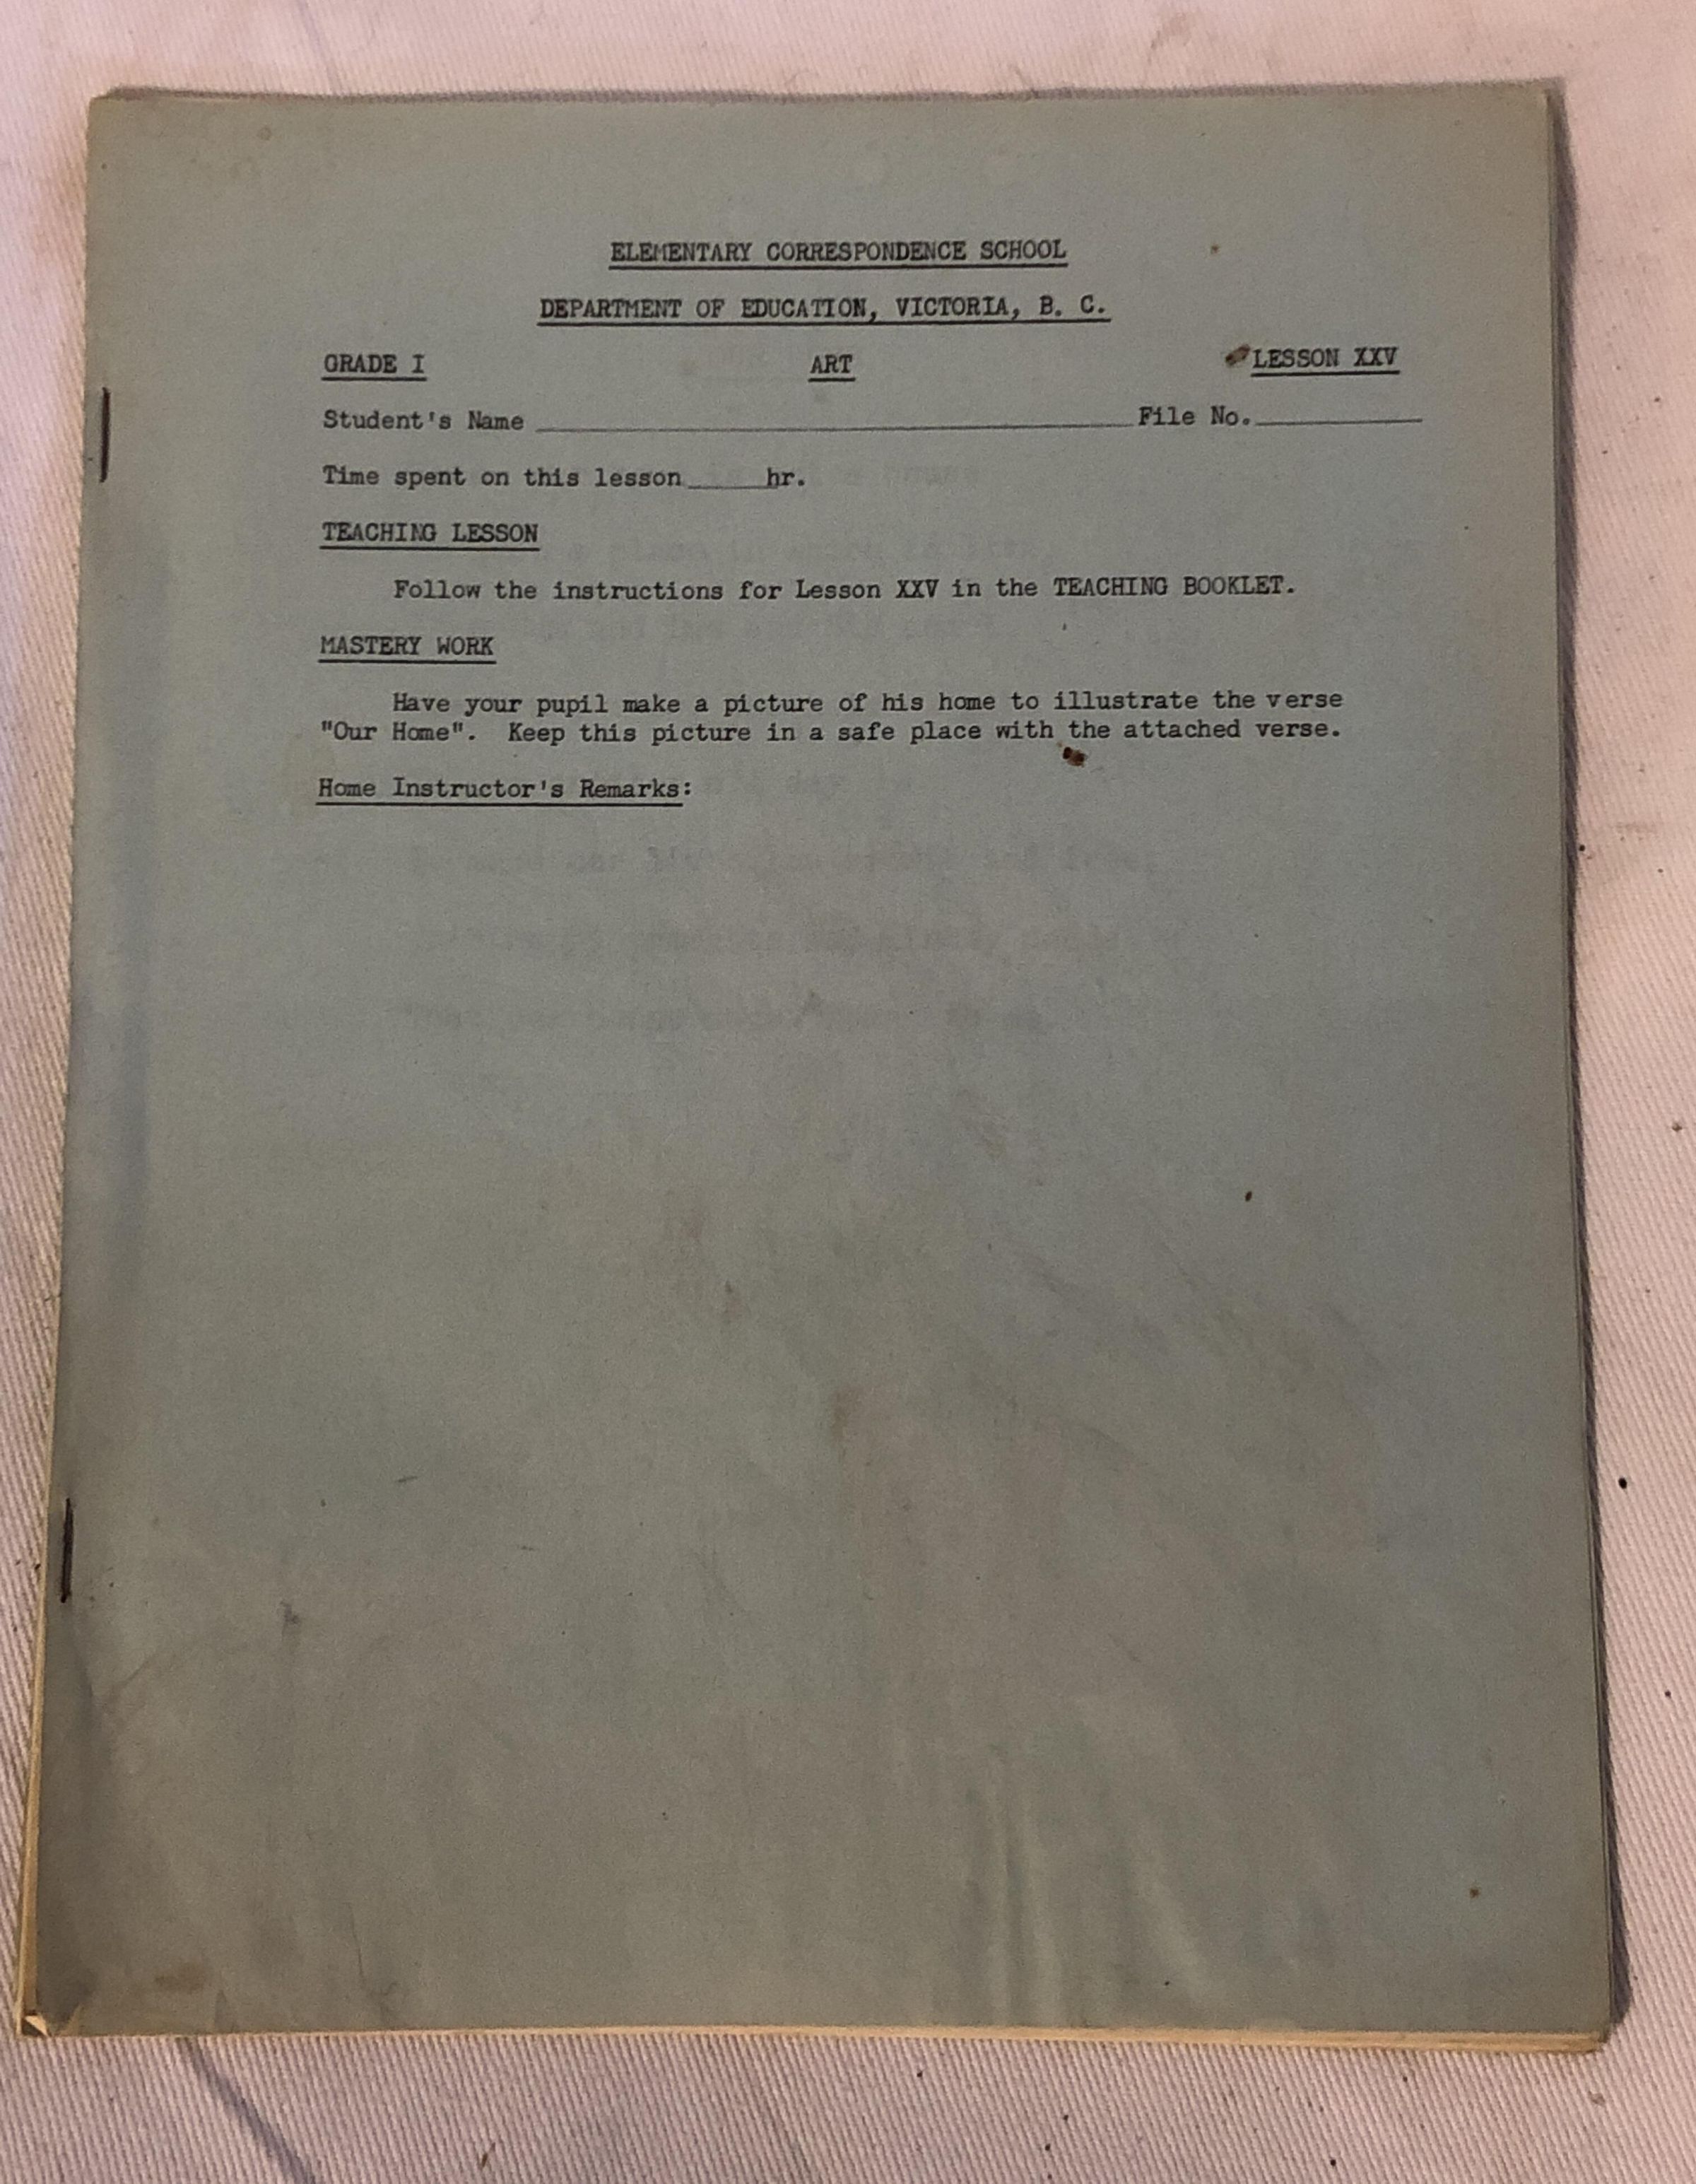 ELEMENTARY CORRESPONDENCE SCHOOL
DEPARTMENT OF EDUCATION, VICTORIA, B. C.
GRADE I ART LESSON XXV
Student's Name File No.
Time spent on this lesson hr.
TEACHING LESSON
Follow the instructions for Lesson XXV in the TEACHING BOOKLET.
MASTERY WORK
Have your pupil make a picture of his home to illustrate the verse
"Our Home". Keep this picture in a safe place with the attached verse.
Home Instructor's Remarks: